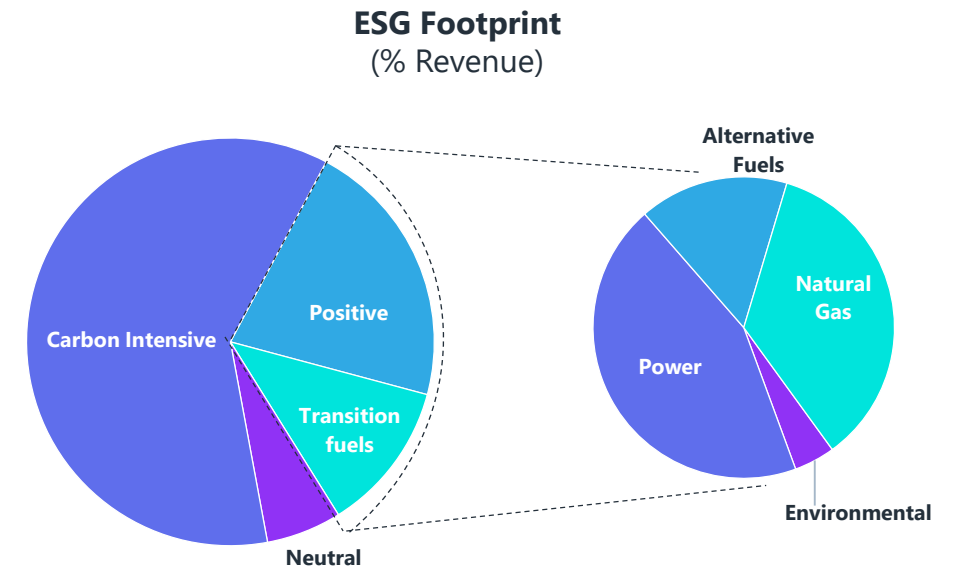 ESG Footprint
(% Revenue)
Carbon Intensive
Positive
Transition
fuels
Neutral
Alternative
Fuels
Natural
Gas
Power
Environmental